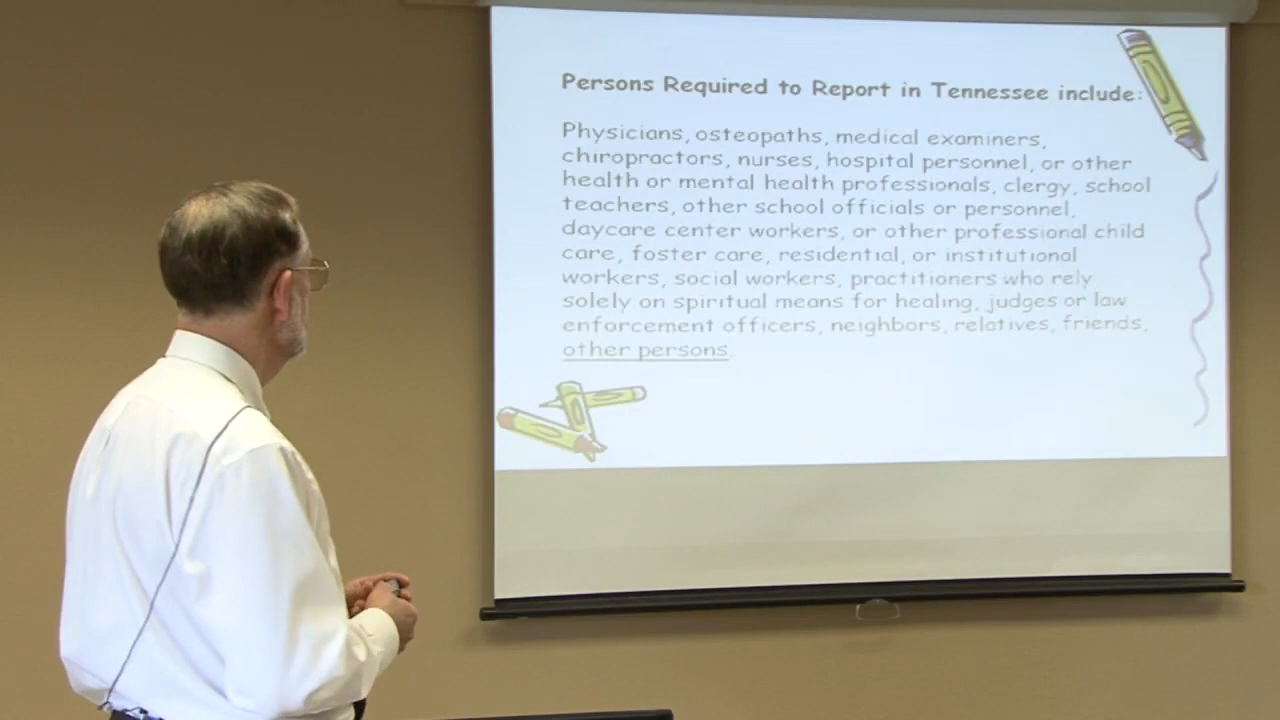 Persons Required to Report in Tennessee include:
Physicians, osteopaths, medical examiners,
chiropractors, nurses, hospital personnel, or other
health or mental health professionals, clergy, school
teachers, other school officials or personnel,
daycare center workers, or other professional child
care, foster care, residential, or institutional
workers, social workers, practitioners who rely
solely on spiritual means for healing, judges or law
enforcement officers, neighbors, relatives, friends,
other persons.